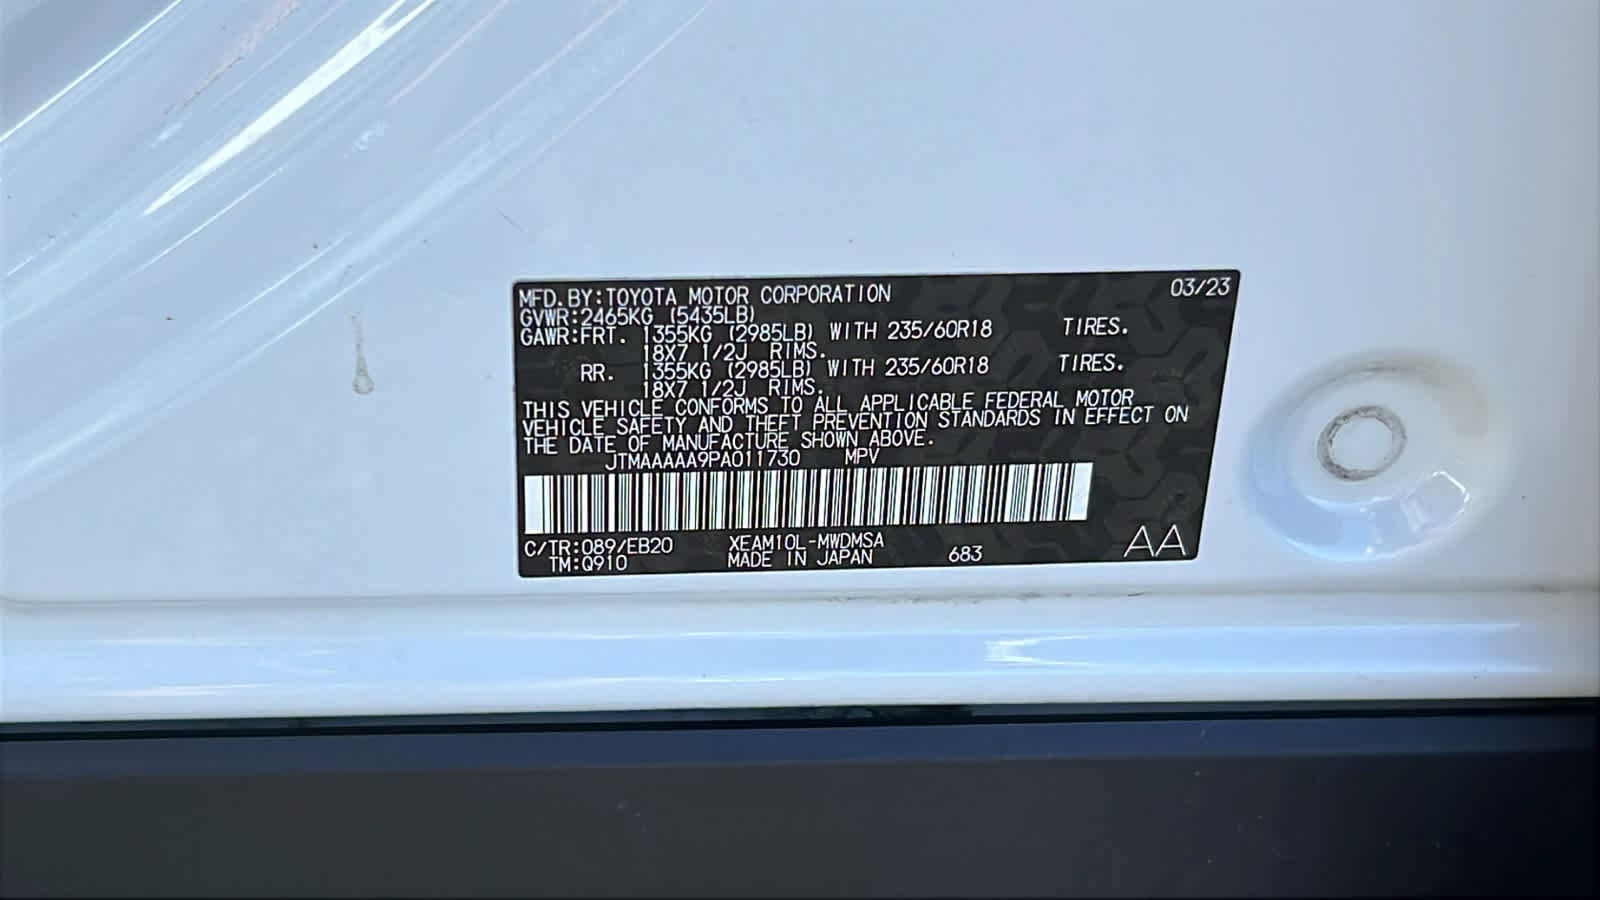 MFD. BY:TOYOTA MOTOR CORPORATION 03/23
GVWR:2465KG (5435LB)
GAWR:FRT. 1355KG (2985LB) WITH 235/60R18 TIRES.
18X7 1/2J RIMS.
RR. 1355KG (2985LB) WITH 235/60R18 TIRES.
18X7 1/2J RIMS.
THIS VEHICLE CONFORMS TO ALL APPLICABLE FEDERAL MOTOR
VEHICLE SAFETY AND THEFT PREVENTION STANDARDS IN EFFECT ON
THE DATE OF MANUFACTURE SHOWN ABOVE.
JTMAAAAA9PA011730 MPV
C/TR:089/EB20 XEAM10L-MWDMSA
TM:Q910 MADE IN JAPAN 683 AA